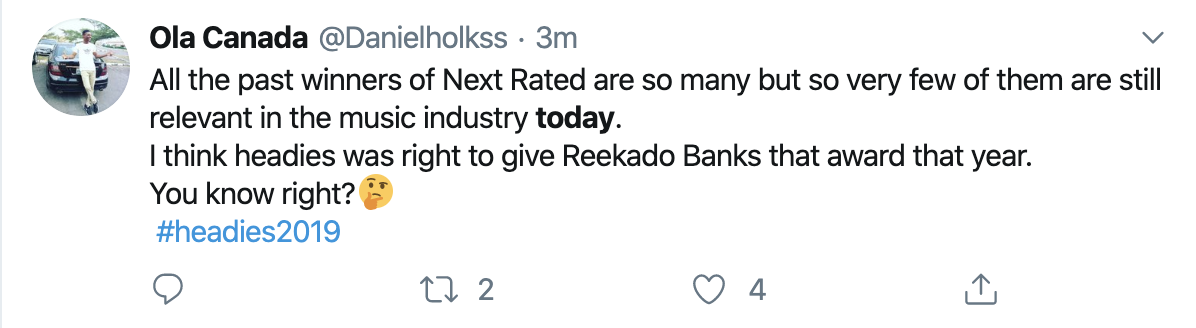 Ola Canada @Danielholkss · 3m
All the past winners of Next Rated are so many but so very few of them are still
relevant in the music industry today.
I think headies was right to give Reekado Banks that award that year.
You know right?🤔
#headies2019
2 4